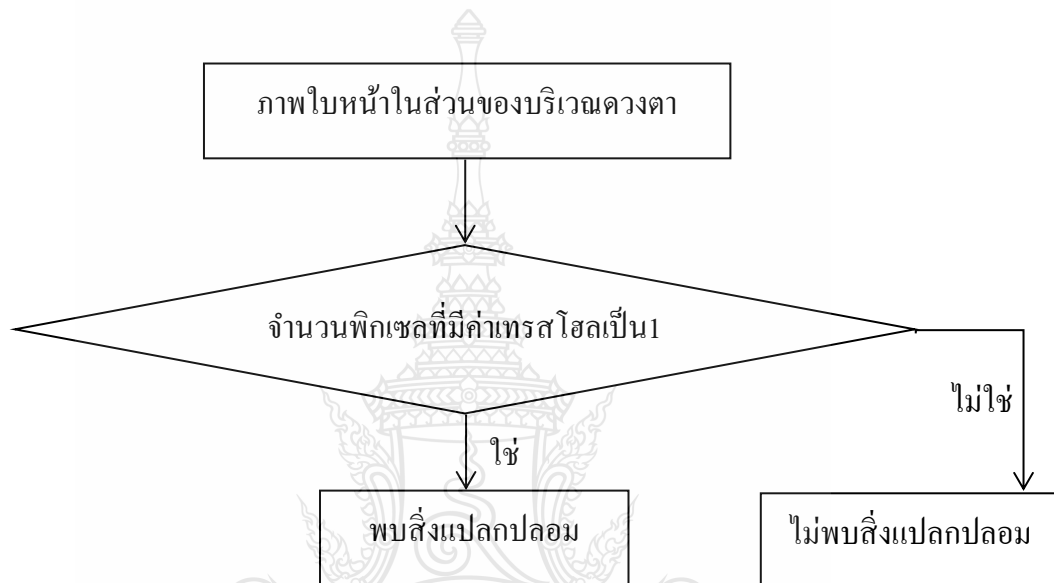 ภาพใบหน้าในส่วนของบริเวณดวงตา
จำนวนพิกเซลที่มีค่าเทรสโฮลเป็น1
ไม่ใช่
ใช่
พบสิ่งแปลกปลอม
ไม่พบสิ่งแปลกปลอม